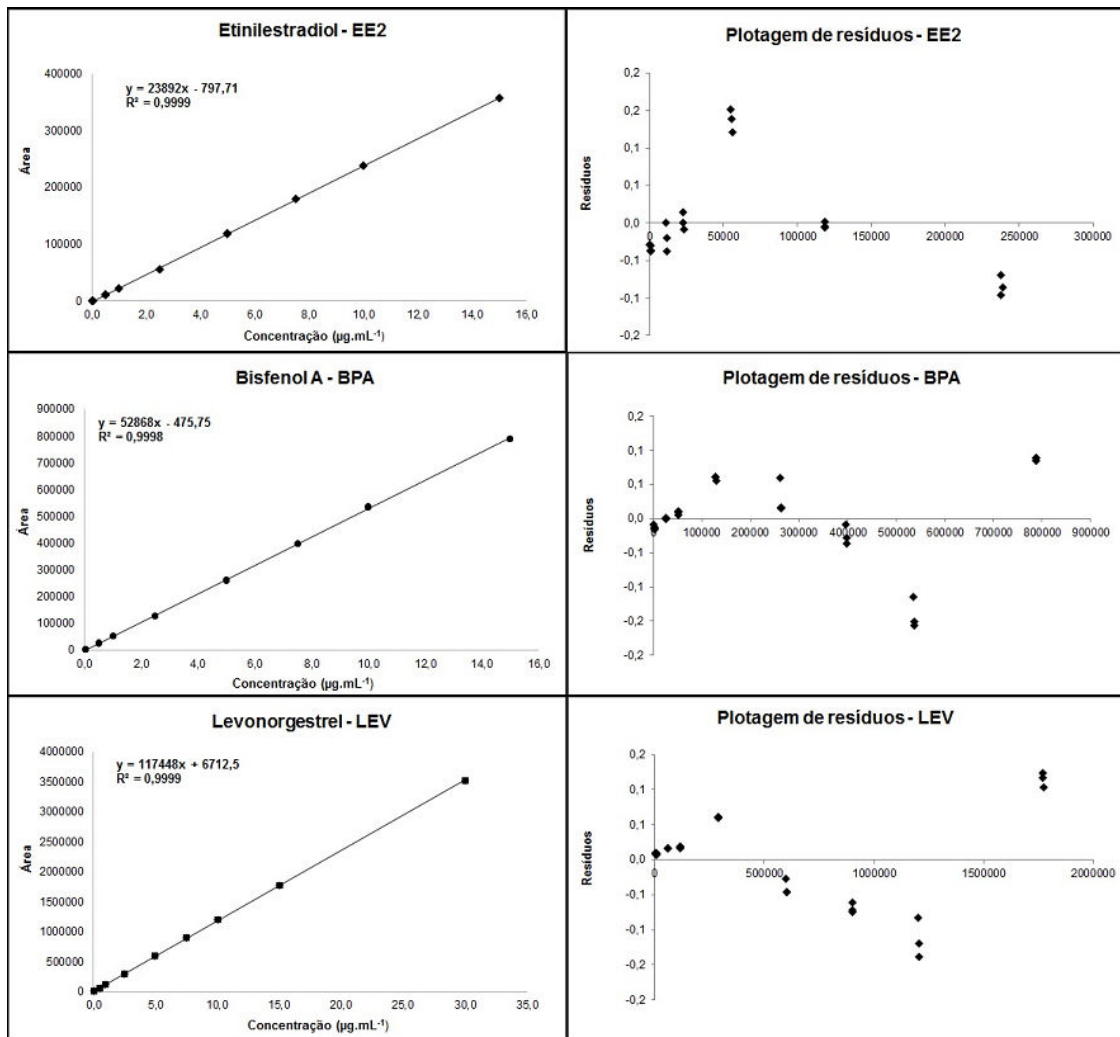 Etinilestradiol - EE2
y = 23892x - 797,71
R² = 0,9999
Área
400000
300000
200000
100000
0
0,0 2,0 4,0 6,0 8,0 10,0 12,0 14,0 16,0
Concentração (µg.mL⁻¹)
Plotagem de resíduos - EE2
Resíduos
0,2
0,2
0,1
0,1
0,0
-0,1
-0,1
-0,2
0 50000 100000 150000 200000 250000 300000
Bisfenol A - BPA
y = 52868x - 475,75
R² = 0,9998
Área
900000
800000
700000
600000
500000
400000
300000
200000
100000
0
0,0 2,0 4,0 6,0 8,0 10,0 12,0 14,0 16,0
Concentração (µg.mL⁻¹)
Plotagem de resíduos - BPA
Resíduos
0,2
0,1
0,1
0,0
-0,1
-0,1
-0,2
-0,2
0 100000 200000 300000 400000 500000 600000 700000 800000 900000
Levonorgestrel - LEV
y = 117448x + 6712,5
R² = 0,9999
Área
4000000
3500000
3000000
2500000
2000000
1500000
1000000
500000
0
0,0 5,0 10,0 15,0 20,0 25,0 30,0 35,0
Concentração (µg.mL⁻¹)
Plotagem de resíduos - LEV
Resíduos
0,2
0,1
0,1
0,0
-0,1
-0,1
-0,2
-0,2
0 500000 1000000 1500000 2000000